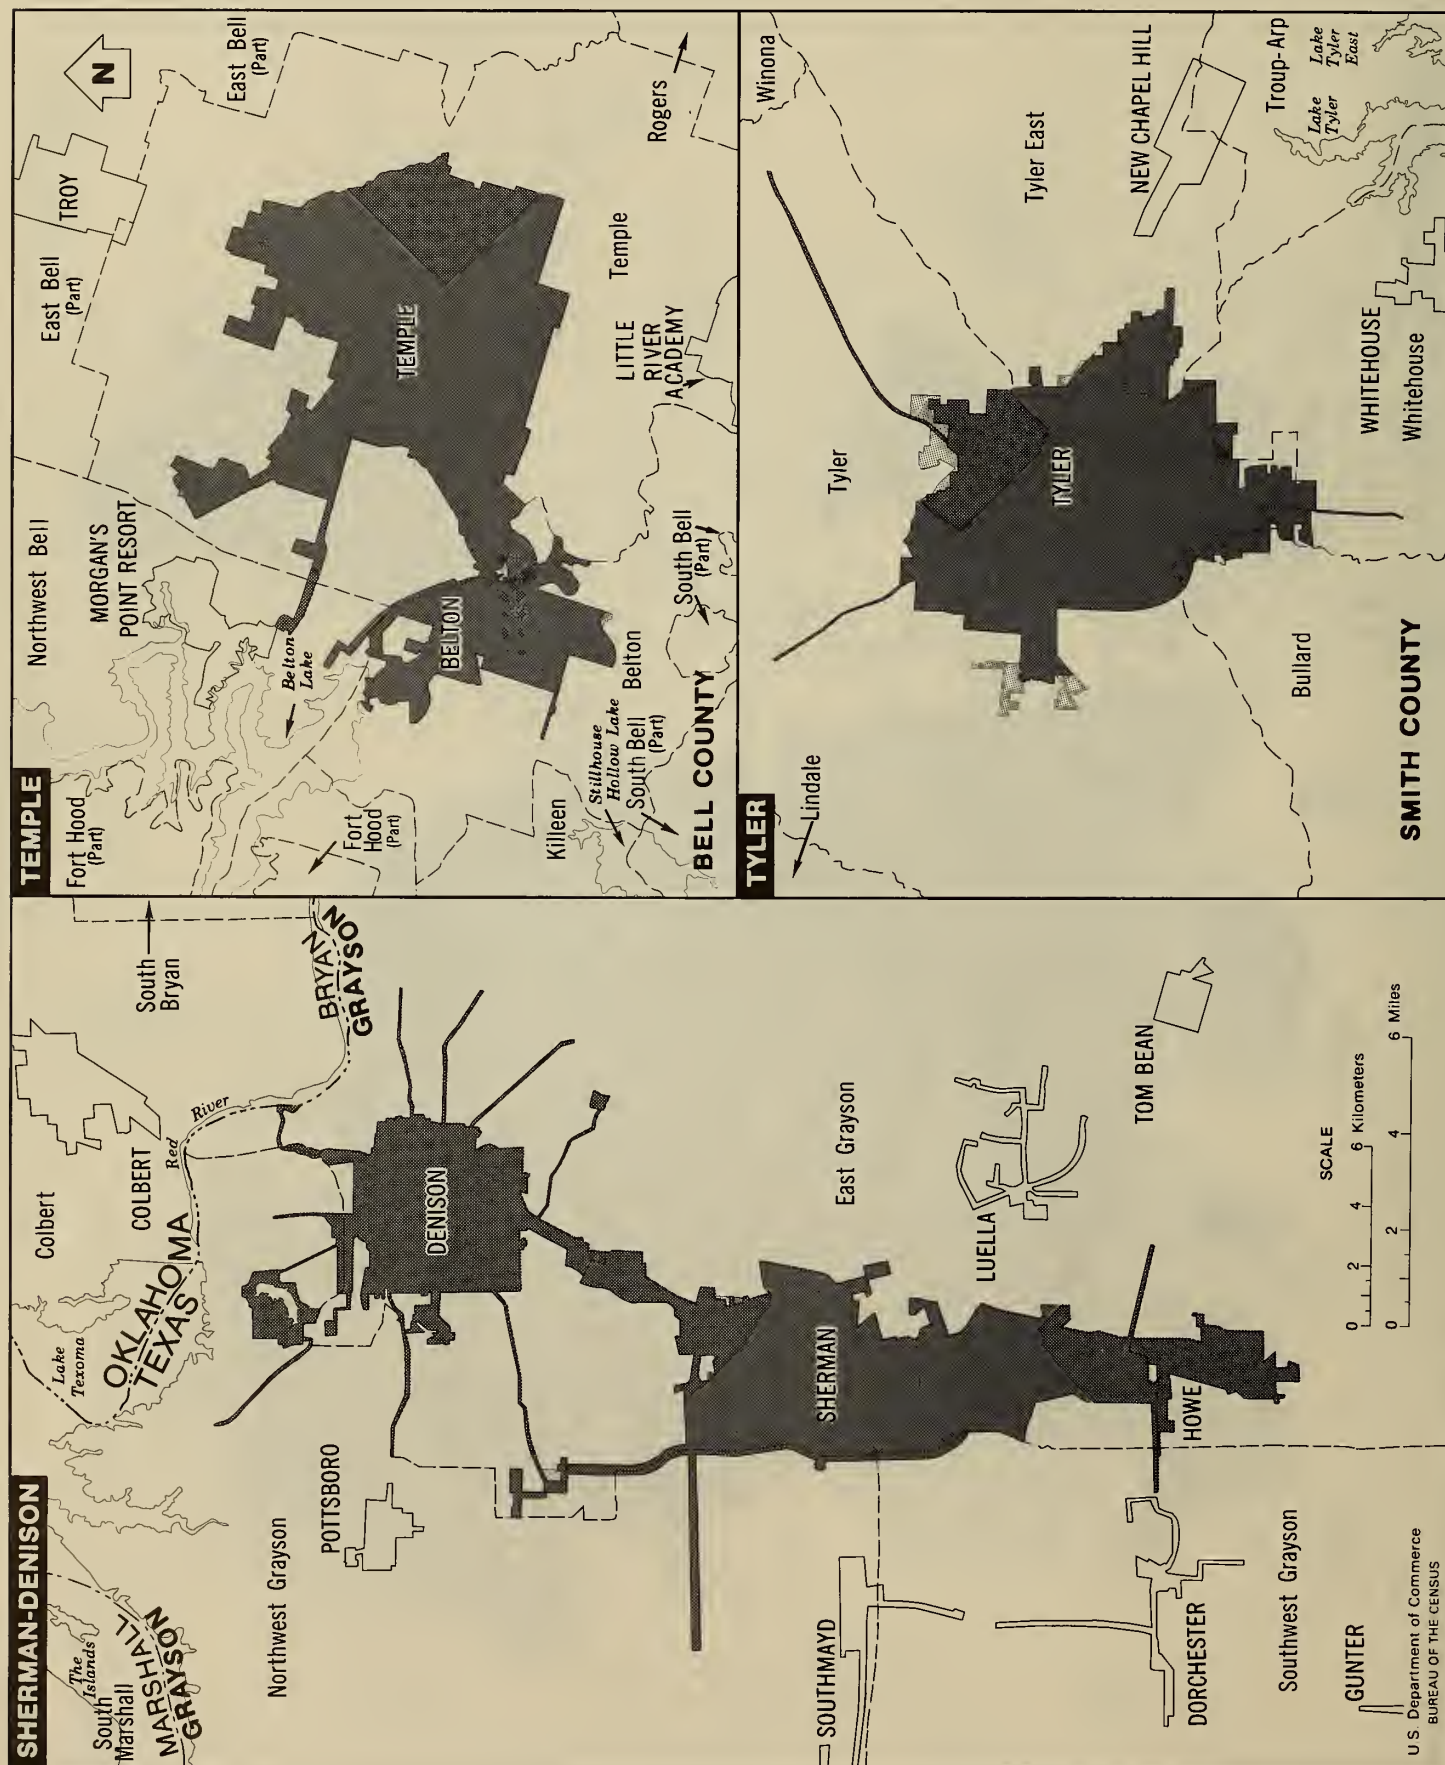 SHERMAN-DENISON
The
Islands
South
Marshall
MARSHALL
GRAYSON
Lake
Texoma
OKLAHOMA
TEXAS
Colbert
COLBERT
Red
River
South
Bryan
BRYAN
GRAYSON
Northwest Grayson
POTTSBORO
DENISON
SHERMAN
East Grayson
LUELLA
TOM BEAN
SOUTHMAYD
DORCHESTER
HOWE
Southwest Grayson
GUNTER
SCALE
0 2 4 6 Kilometers
0 2 4 6 Miles
U.S. Department of Commerce
BUREAU OF THE CENSUS
TEMPLE
N
Fort Hood
(Part)
Northwest Bell
MORGAN'S
POINT RESORT
East Bell
(Part)
TROY
East Bell
(Part)
Belton
Lake
Fort
Hood
(Part)
TEMPLE
BELTON
Killeen
Stillhouse
Hollow Lake
South Bell
(Part)
Belton
South Bell
(Part)
LITTLE
RIVER
ACADEMY
Temple
Rogers
BELL COUNTY
TYLER
Lindale
Winona
Tyler
Tyler East
TYLER
NEW CHAPEL HILL
Troup-Arp
Lake
Tyler
Lake
Tyler
East
Bullard
WHITEHOUSE
Whitehouse
SMITH COUNTY